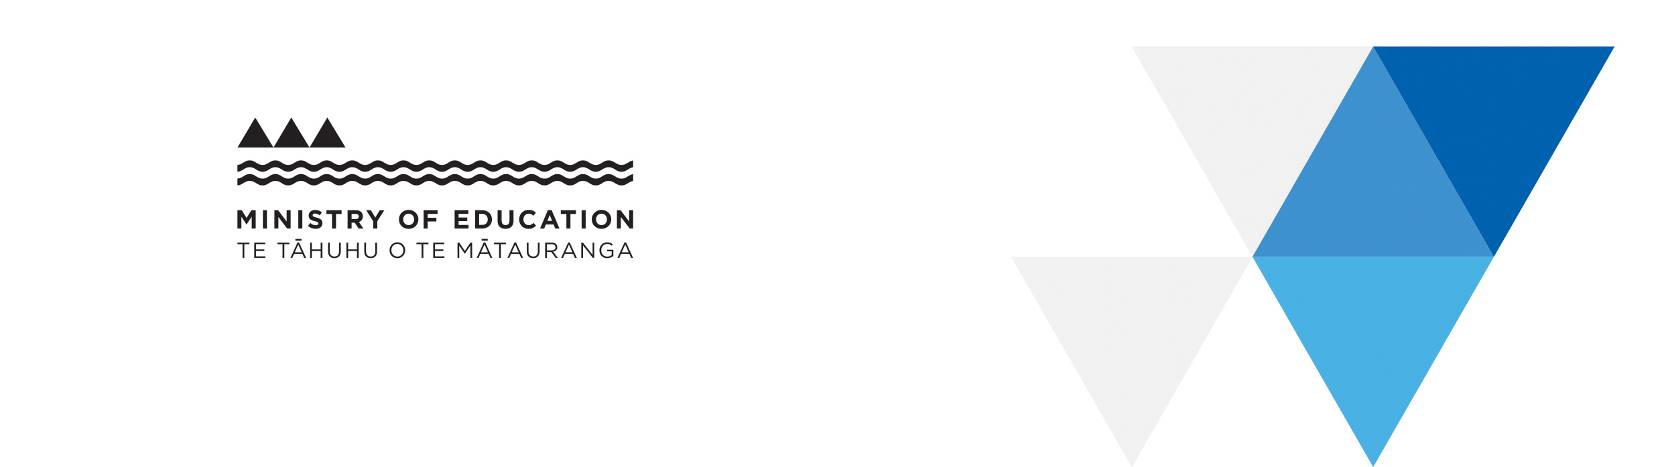 MINISTRY OF EDUCATION
TE TĀHUHU O TE MĀTAURANGA